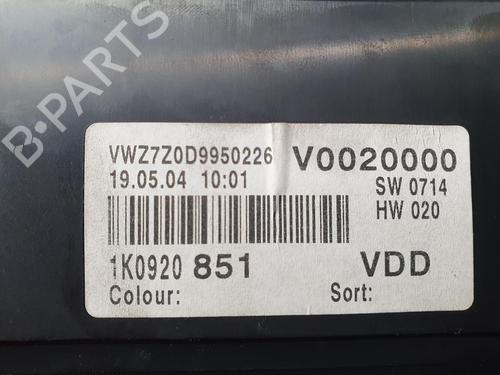 VWZ7Z0D9950226 V0020000
19.05.04 10:01 SW 0714
HW 020
1K0920 851 VDD
Colour: Sort:
B-PARTS